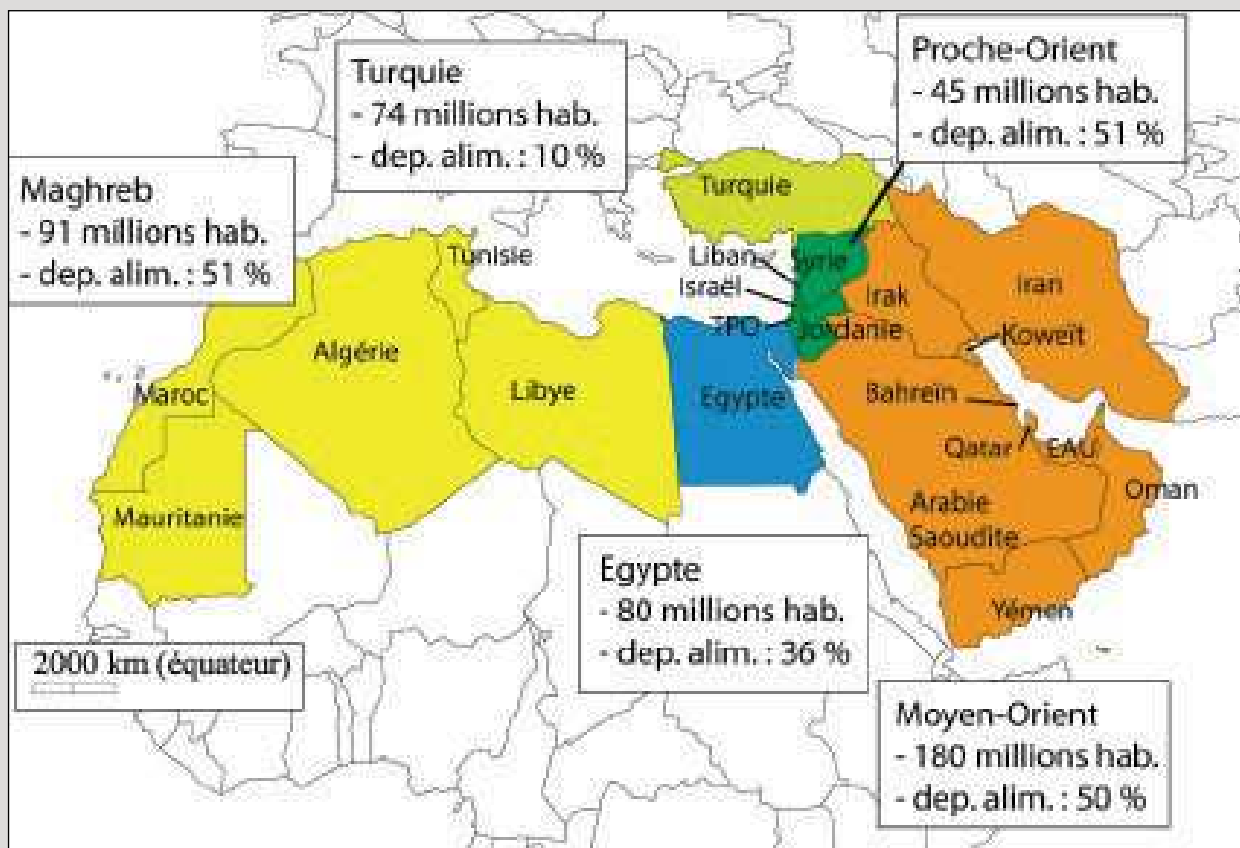 Proche-Orient
- 45 millions hab.
- dep. alim. : 51 %
Turquie
- 74 millions hab.
- dep. alim. : 10 %
Maghreb
- 91 millions hab.
- dep. alim. : 51 %
Turquie
Tunisie
Liban
Syrie
Israël
Irak
Iran
TPO
Jordanie
Koweït
Algérie
Maroc
Libye
Egypte
Bahreïn
Qatar
EAU
Oman
Mauritanie
Arabie
Saoudite
Yémen
Egypte
- 80 millions hab.
- dep. alim. : 36 %
2000 km (équateur)
Moyen-Orient
- 180 millions hab.
- dep. alim. : 50 %